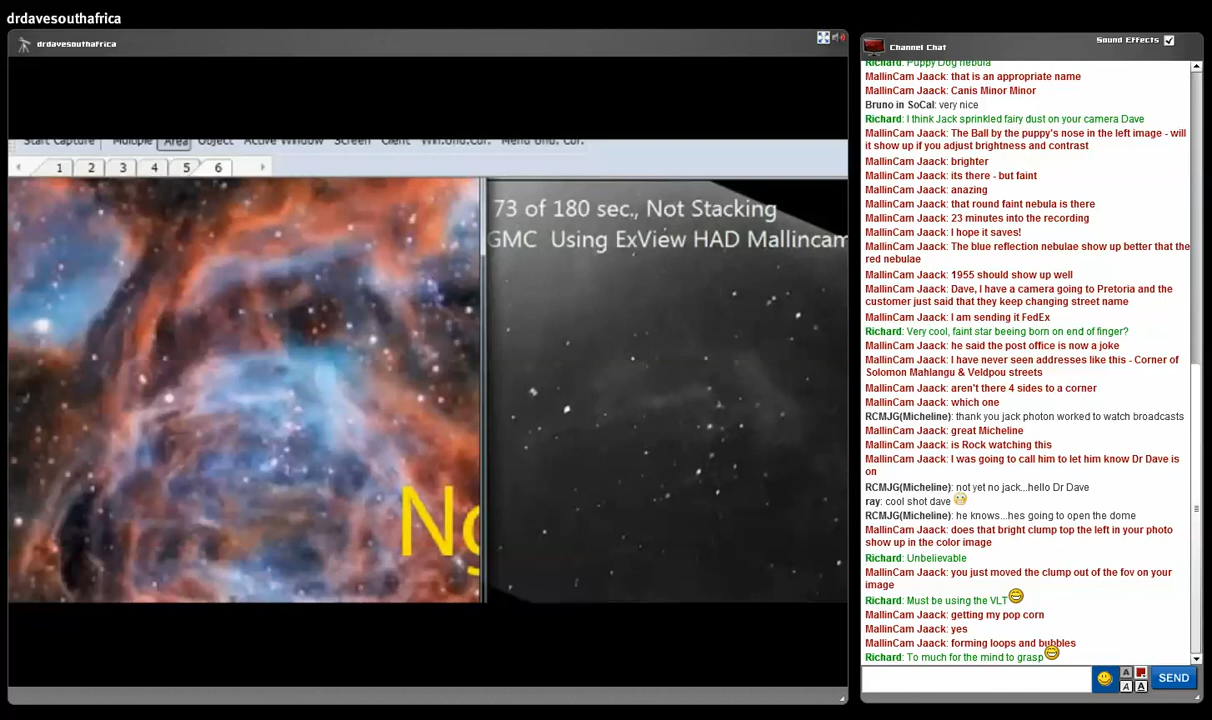 drdavesouthafrica
drdavesouthafrica
Start Capture Multiple Area Object Active Window Screen Client Win.Und.Cur. Menu Und. Cur.
1 2 3 4 5 6
73 of 180 sec., Not Stacking
GMC Using ExView HAD Mallincam
No
Channel Chat
Sound Effects
Richard: Puppy Dog nebula
MallinCam Jaack: that is an appropriate name
MallinCam Jaack: Canis Minor Minor
Bruno in SoCal: very nice
Richard: I think Jack sprinkled fairy dust on your camera Dave
MallinCam Jaack: The Ball by the puppy's nose in the left image - will
it show up if you adjust brightness and contrast
MallinCam Jaack: brighter
MallinCam Jaack: its there - but faint
MallinCam Jaack: anazing
MallinCam Jaack: that round faint nebula is there
MallinCam Jaack: 23 minutes into the recording
MallinCam Jaack: I hope it saves!
MallinCam Jaack: The blue reflection nebulae show up better that the
red nebulae
MallinCam Jaack: 1955 should show up well
MallinCam Jaack: Dave, I have a camera going to Pretoria and the
customer just said that they keep changing street name
MallinCam Jaack: I am sending it FedEx
Richard: Very cool, faint star beeing born on end of finger?
MallinCam Jaack: he said the post office is now a joke
MallinCam Jaack: I have never seen addresses like this - Corner of
Solomon Mahlangu & Veldpou streets
MallinCam Jaack: aren't there 4 sides to a corner
MallinCam Jaack: which one
RCMJG(Micheline): thank you jack photon worked to watch broadcasts
MallinCam Jaack: great Micheline
MallinCam Jaack: is Rock watching this
MallinCam Jaack: I was going to call him to let him know Dr Dave is
on
RCMJG(Micheline): not yet no jack...hello Dr Dave
ray: cool shot dave
RCMJG(Micheline): he knows...hes going to open the dome
MallinCam Jaack: does that bright clump top the left in your photo
show up in the color image
Richard: Unbelievable
MallinCam Jaack: you just moved the clump out of the fov on your
image
Richard: Must be using the VLT
MallinCam Jaack: getting my pop corn
MallinCam Jaack: yes
MallinCam Jaack: forming loops and bubbles
Richard: To much for the mind to grasp
A
A A
SEND